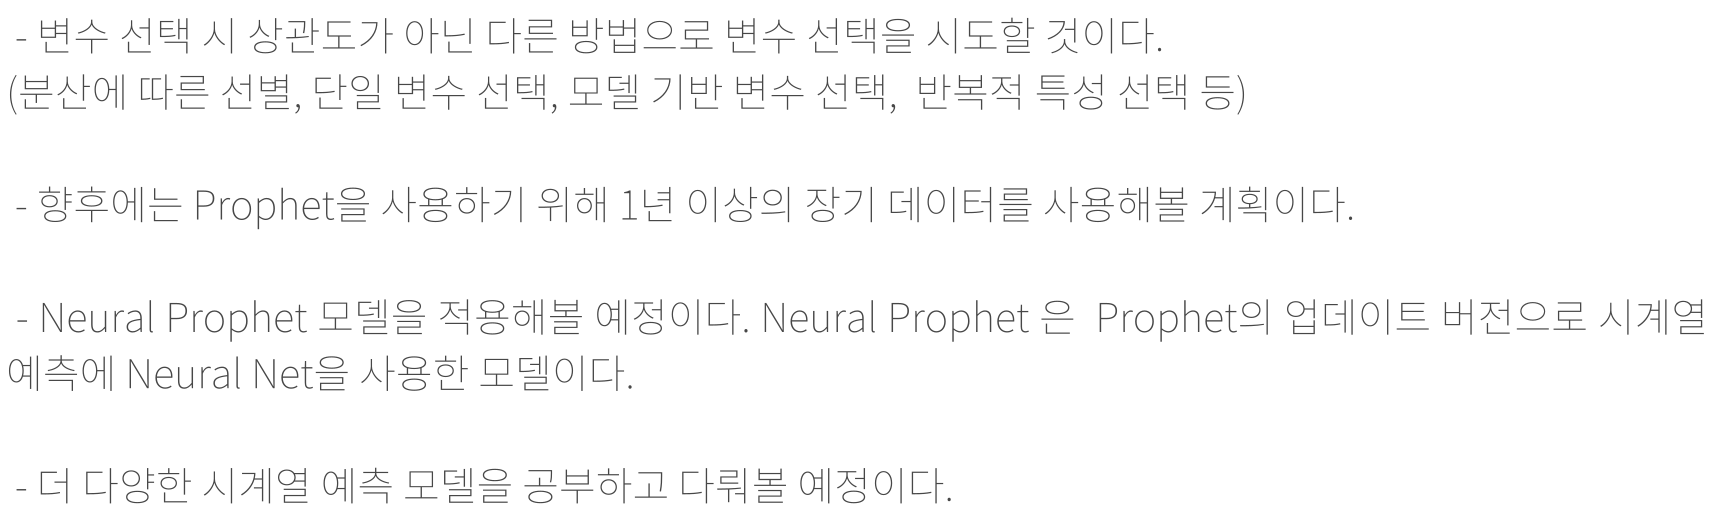 - 변수 선택 시 상관도가 아닌 다른 방법으로 변수 선택을 시도할 것이다.
(분산에 따른 선별, 단일 변수 선택, 모델 기반 변수 선택, 반복적 특성 선택 등)
- 향후에는 Prophet을 사용하기 위해 1년 이상의 장기 데이터를 사용해볼 계획이다.
- Neural Prophet 모델을 적용해볼 예정이다. Neural Prophet 은 Prophet의 업데이트 버전으로 시계열
예측에 Neural Net을 사용한 모델이다.
- 더 다양한 시계열 예측 모델을 공부하고 다뤄볼 예정이다.